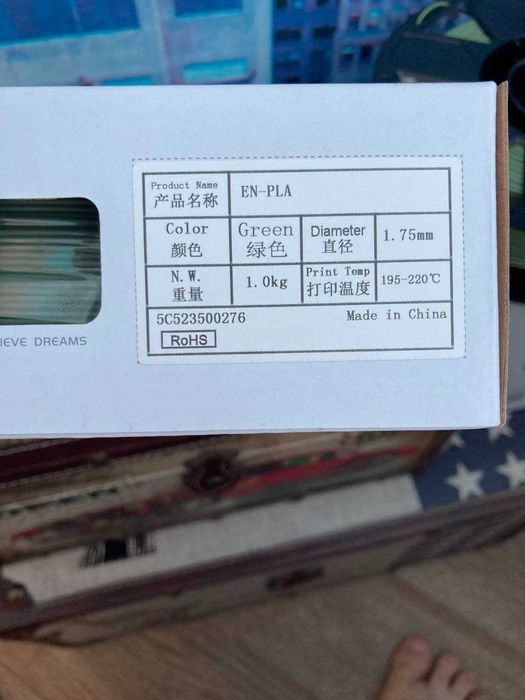 Product Name
产品名称
EN-PLA
Color
颜色
Green
绿色
Diameter
直径
1.75mm
N.W.
重量
1.0kg
Print Temp
打印温度
195-220℃
5C523500276
Made in China
RoHS
DREAMS